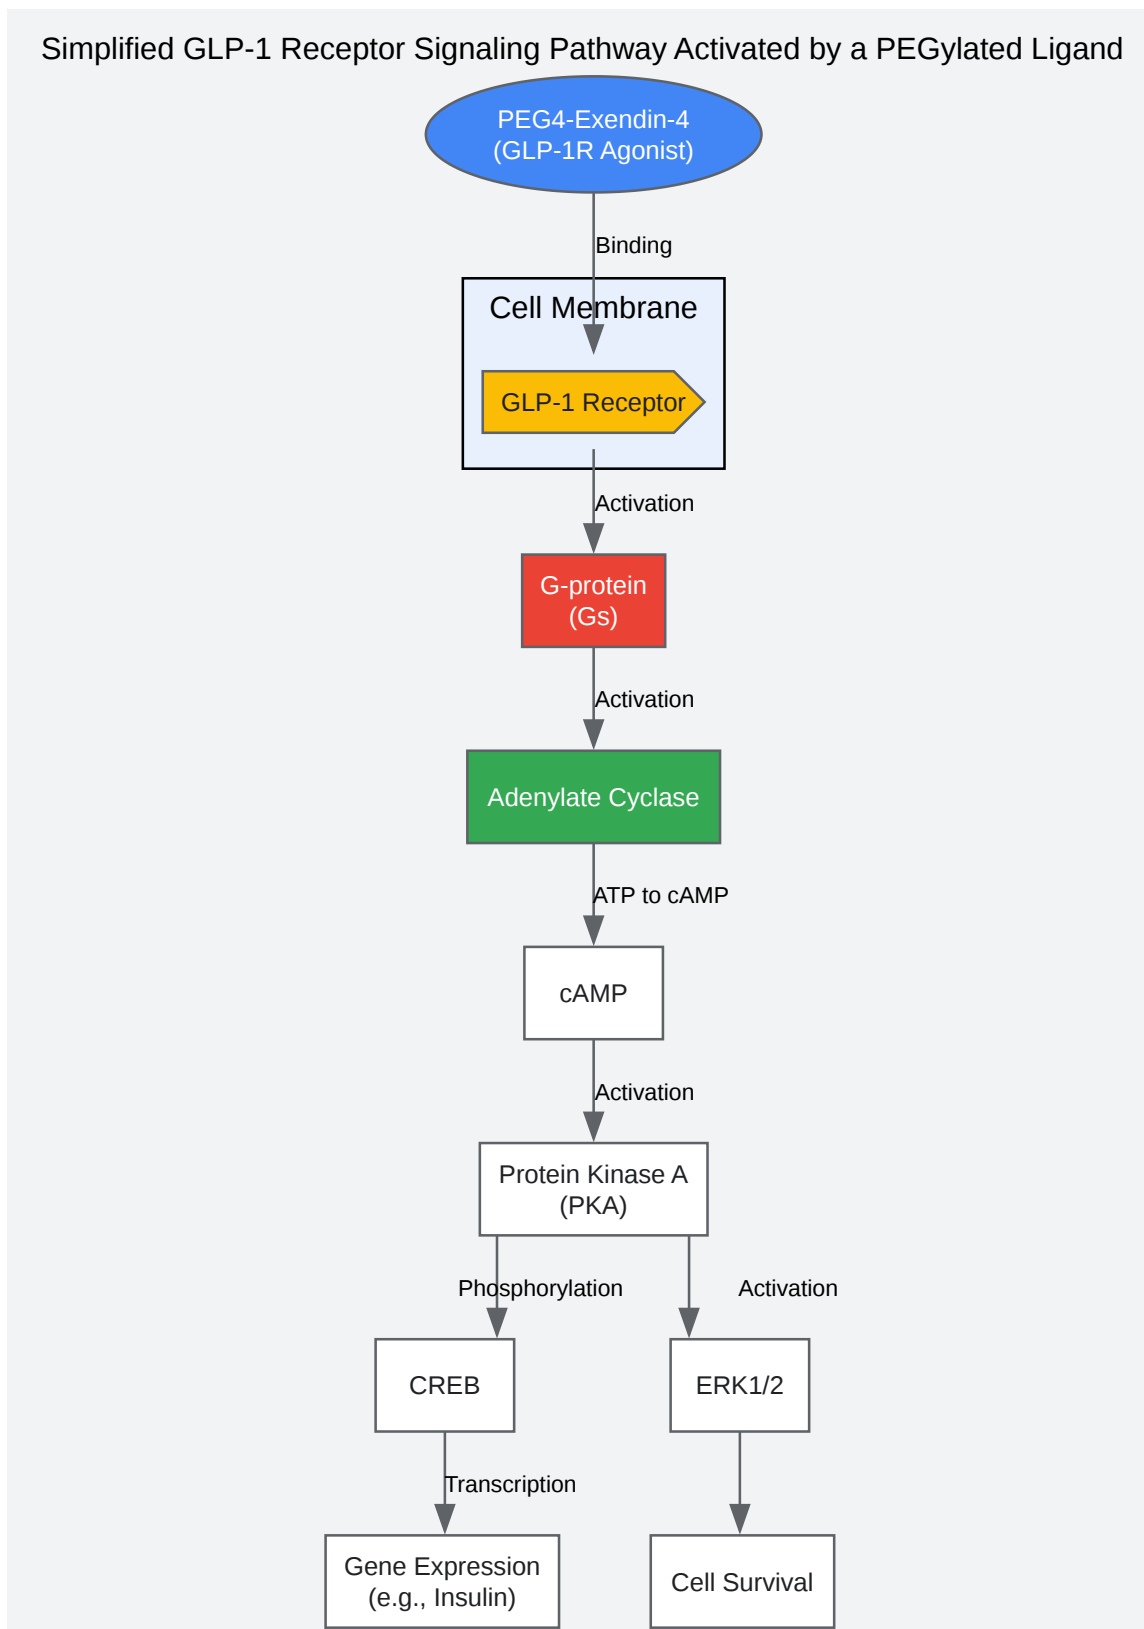 Simplified GLP-1 Receptor Signaling Pathway Activated by a PEGylated Ligand
PEG4-Exendin-4
(GLP-1R Agonist)
Binding
Cell Membrane
GLP-1 Receptor
Activation
G-protein
(Gs)
Activation
Adenylate Cyclase
ATP to cAMP
cAMP
Activation
Protein Kinase A
(PKA)
Phosphorylation
Activation
CREB
ERK1/2
Transcription
Gene Expression
(e.g., Insulin)
Cell Survival